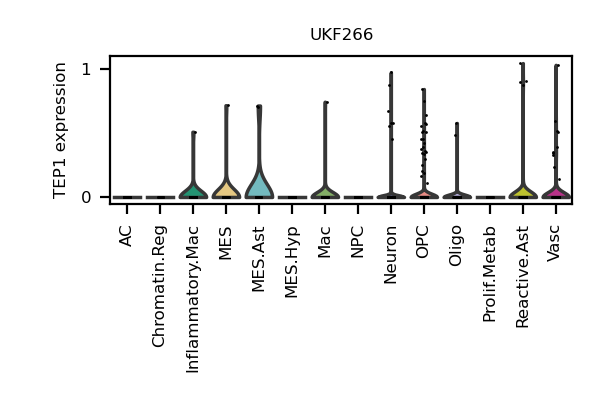 UKF266
TEP1 expression
1
0
AC
Chromatin.Reg
Inflammatory.Mac
MES
MES.Ast
MES.Hyp
Mac
NPC
Neuron
OPC
Oligo
Prolif.Metab
Reactive.Ast
Vasc